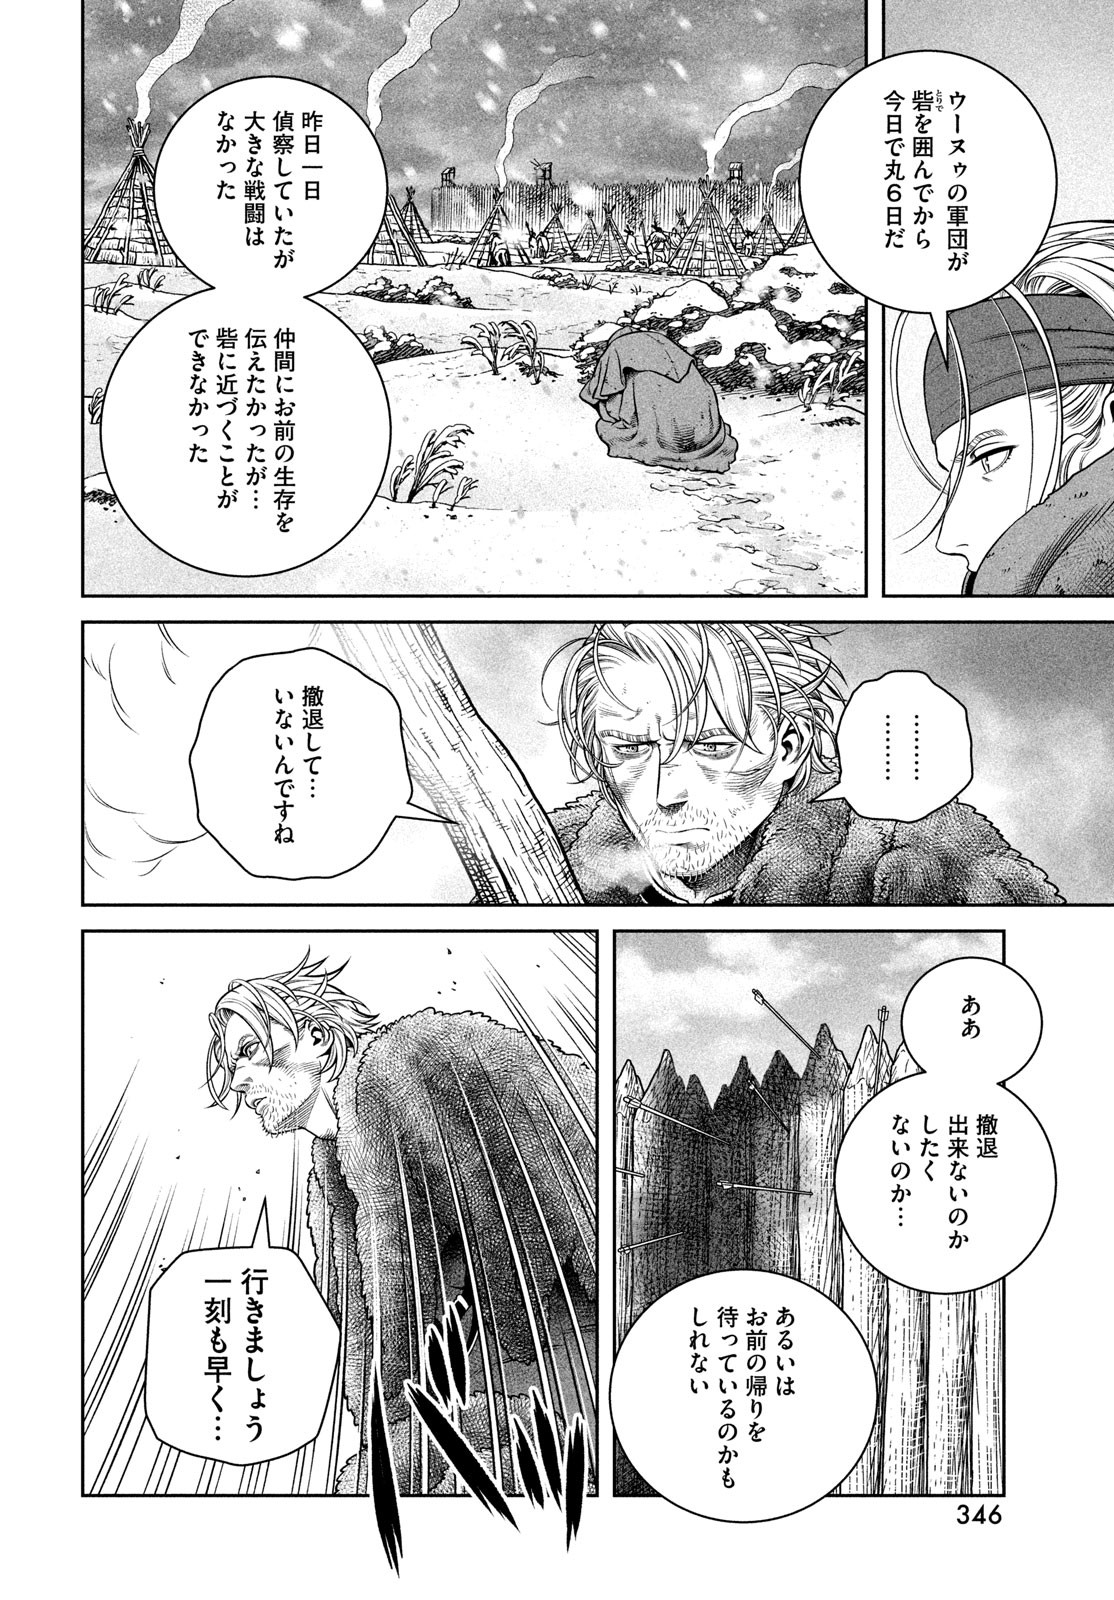 ウーヌゥの軍団が
砦を囲んでから
とりで
今日で丸6日だ
昨日一日
偵察していたが
大きな戦闘は
なかった
仲間にお前の生存を
伝えたかったが…
砦に近づくことが
できなかった
………
………
撤退して…
いないんですね
ああ
撤退
出来ないのか
したく
ないのか…
あるいは
お前の帰りを
待っているのかも
しれない
行きましょう
一刻も早く…
346